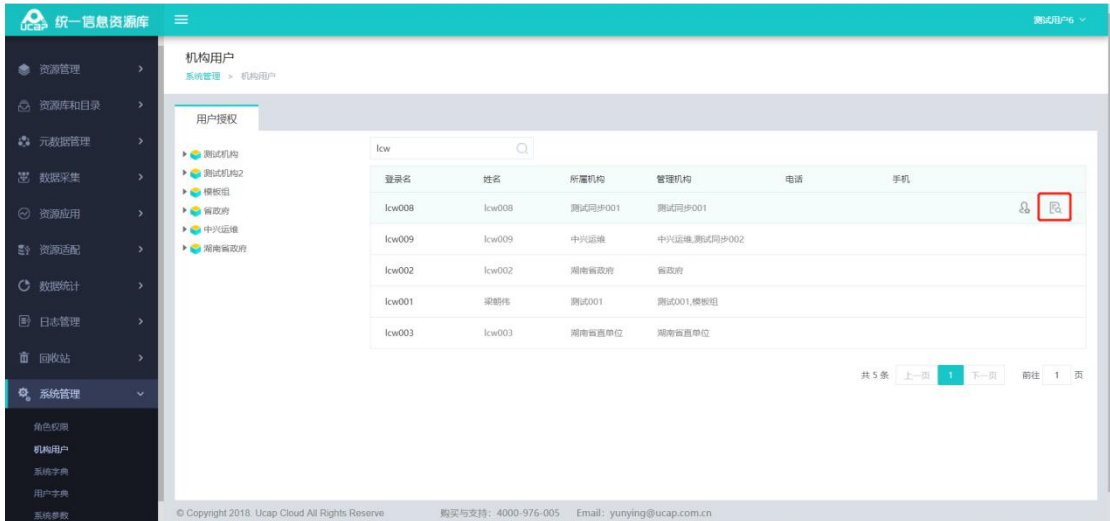 Ucap 统一信息资源库
测试用户6
资源管理
资源库和目录
元数据管理
数据采集
资源应用
资源适配
数据统计
日志管理
回收站
系统管理
角色权限
机构用户
系统字典
用户字典
系统参数
机构用户
系统管理 » 机构用户
用户授权
测试机构
测试机构2
模板组
省政府
中兴运维
湖南省政府
lcw
登录名 姓名 所属机构 管理机构 电话 手机
lcw008 lcw008 测试同步001 测试同步001
lcw009 lcw009 中兴运维 中兴运维,测试同步002
lcw002 lcw002 湖南省政府 省政府
lcw001 梁朝伟 测试001 测试001,模板组
lcw003 lcw003 湖南省直单位 湖南省直单位
共 5 条 上一页 1 下一页 前往 1 页
© Copyright 2018. Ucap Cloud All Rights Reserve 购买与支持：4000-976-005 Email：yunying@ucap.com.cn